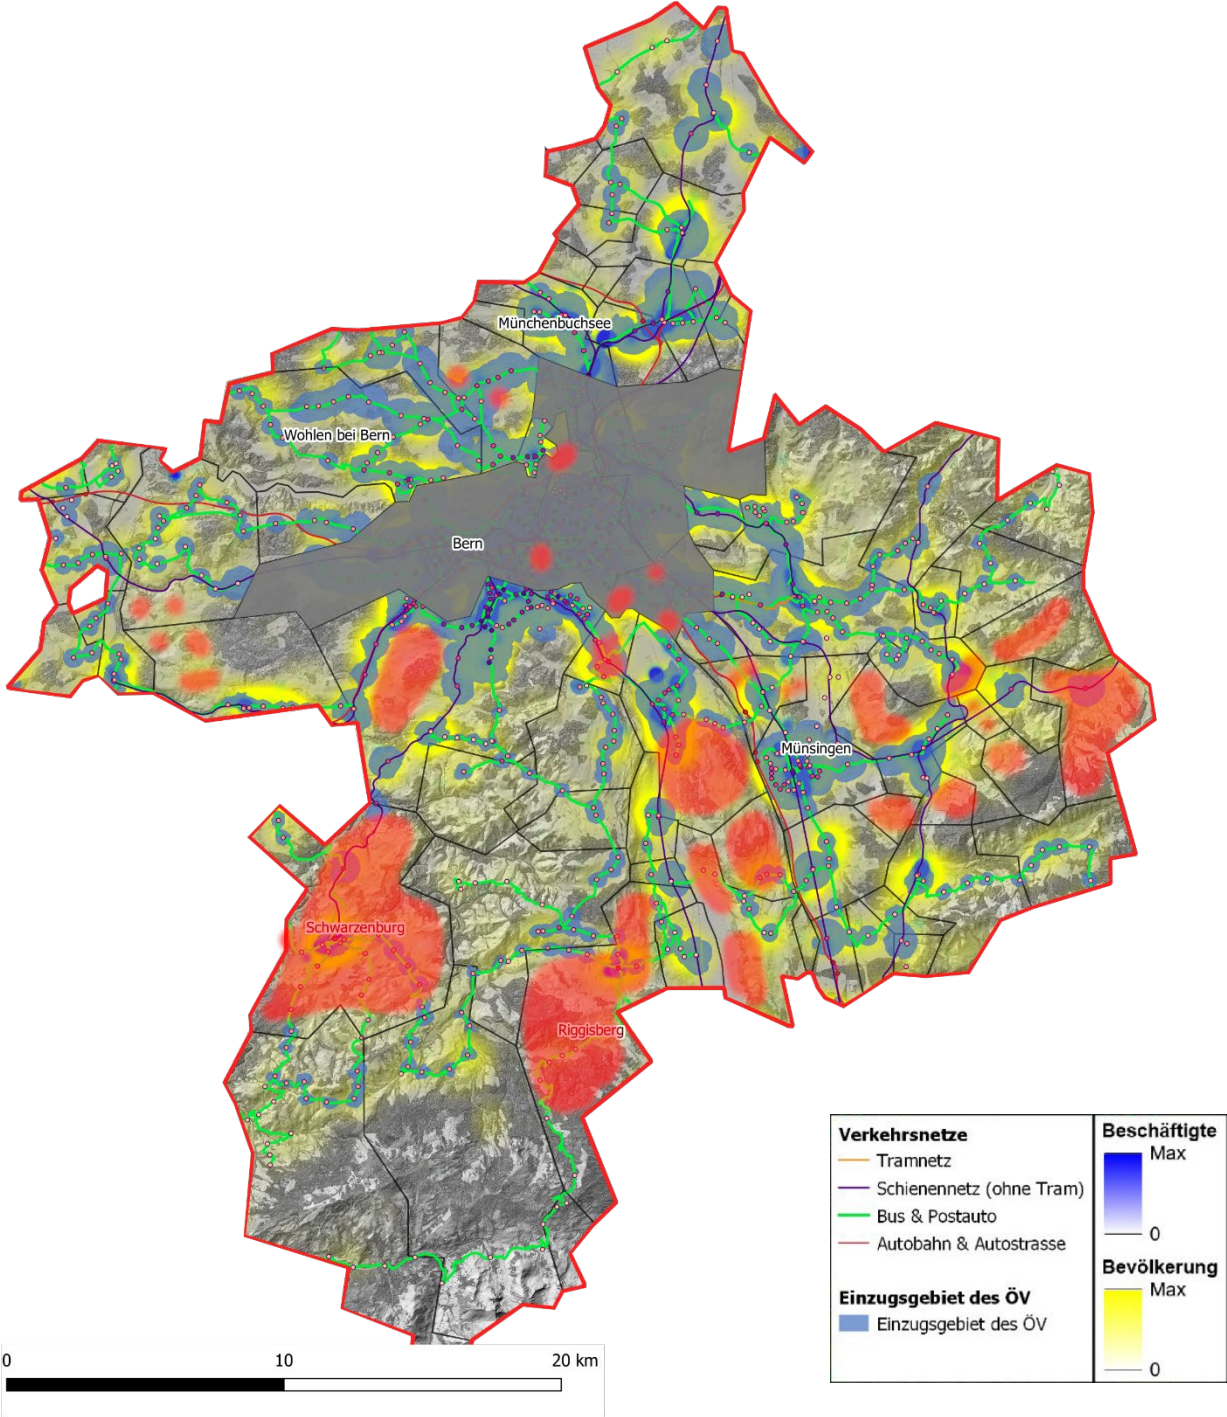 Münchenbuchsee
Wohlen bei Bern
Bern
Münsingen
Schwarzenburg
Riggisberg
Verkehrsnetze
Tramnetz
Schienennetz (ohne Tram)
Bus & Postauto
Autobahn & Autostrasse
Einzugsgebiet des ÖV
Einzugsgebiet des ÖV
Beschäftigte
Max
0
Bevölkerung
Max
0
0 10 20 km